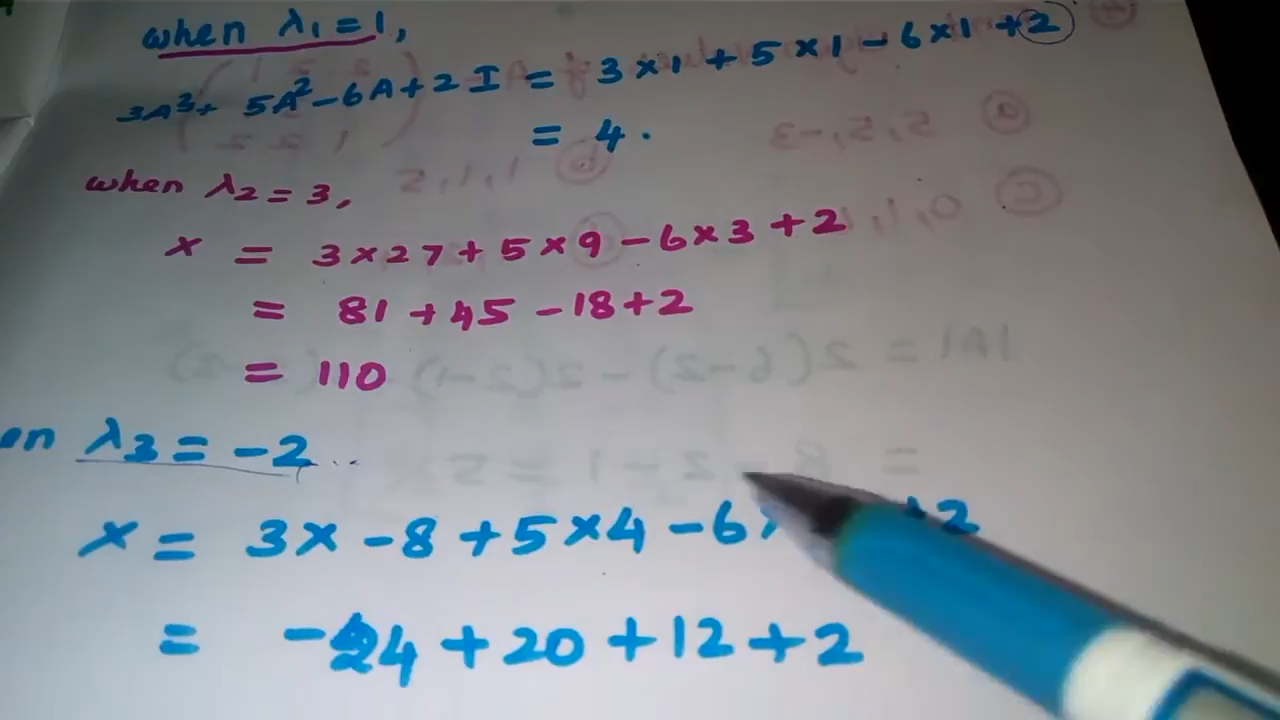 when λ1 = 1,
3A³ + 5A² - 6A + 2I = 3×1 + 5×1 - 6×1 + 2
= 4.
when λ2 = 3,
x = 3×27 + 5×9 - 6×3 + 2
= 81 + 45 - 18 + 2
= 110
λ3 = -2
x = 3× -8 + 5×4 - 6× +2
= -24 + 20 + 12 + 2